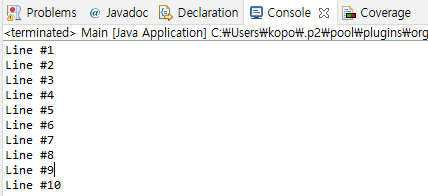 Problems @ Javadoc Declaration Console Coverage
<terminated> Main [Java Application] C:₩Users₩kopo₩.p2₩pool₩plugins₩org
Line #1
Line #2
Line #3
Line #4
Line #5
Line #6
Line #7
Line #8
Line #9
Line #10